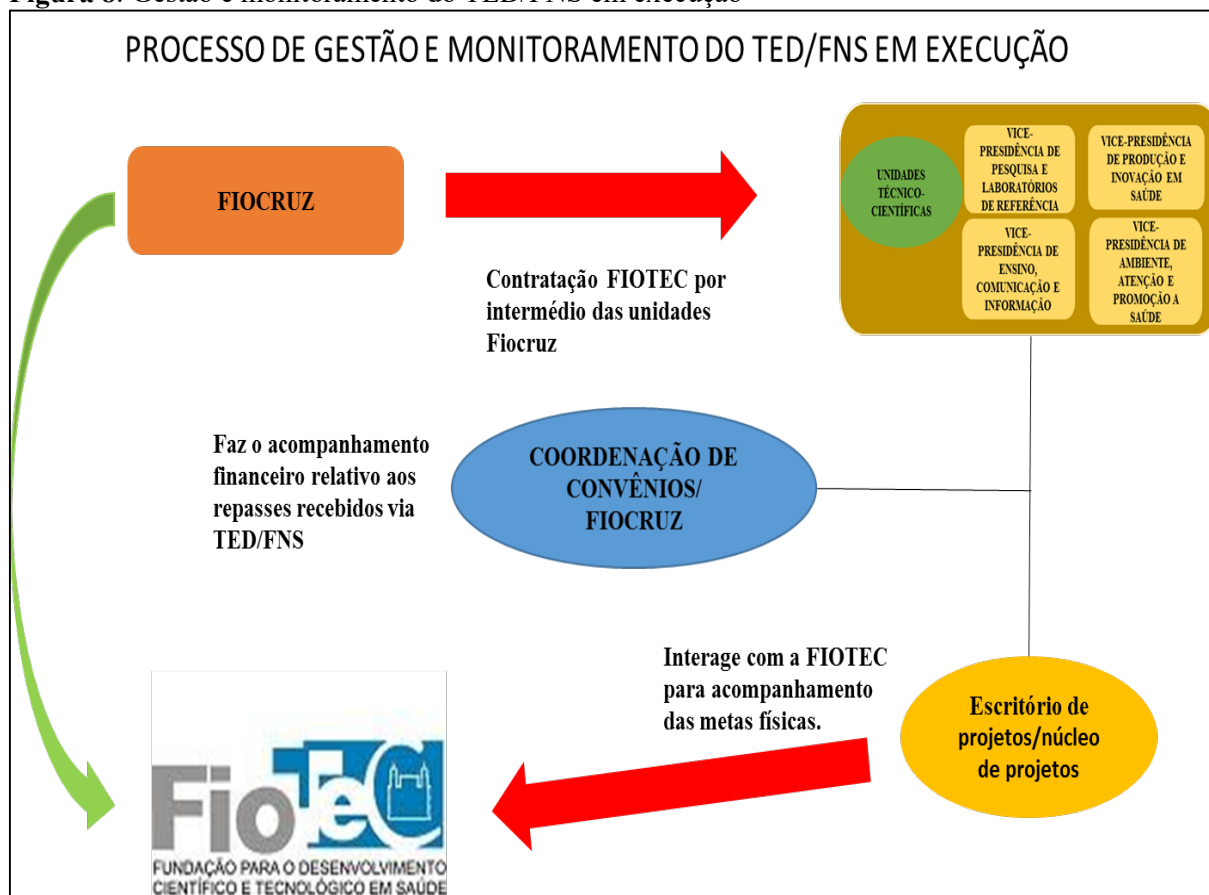 PROCESSO DE GESTÃO E MONITORAMENTO DO TED/FNS EM EXECUÇÃO
FIOCRUZ
UNIDADES
TÉCNICO-
CIENTÍFICAS
VICE-
PRESIDÊNCIA DE
PESQUISA E
LABORATÓRIOS
DE REFERÊNCIA
VICE-PRESIDÊNCIA
DE PRODUÇÃO E
INOVAÇÃO EM
SAÚDE
VICE-
PRESIDÊNCIA DE
ENSINO,
COMUNICAÇÃO E
INFORMAÇÃO
VICE-
PRESIDÊNCIA DE
AMBIENTE,
ATENÇÃO E
PROMOÇÃO A
SAÚDE
Contratação FIOTEC por
intermédio das unidades
Fiocruz
Faz o acompanhamento
financeiro relativo aos
repasses recebidos via
TED/FNS
COORDENAÇÃO DE
CONVÊNIOS/
FIOCRUZ
Interage com a FIOTEC
para acompanhamento
das metas físicas.
Escritório de
projetos/núcleo
de projetos
FioTeC
FUNDAÇÃO PARA O DESENVOLVIMENTO
CIENTÍFICO E TECNOLÓGICO EM SAÚDE